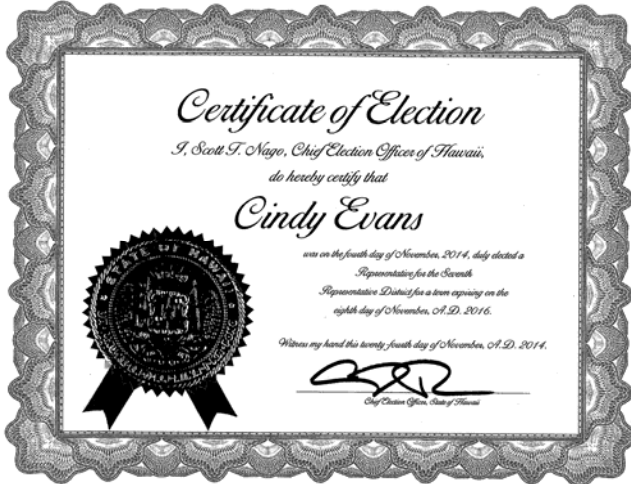 Certificate of Election
I, Scott T. Nago, Chief Election Officer of Hawaii,
do hereby certify that
Cindy Evans
was on the fourth day of November, 2014, duly elected a
Representative for the Seventh
Representative District for a term expiring on the
eighth day of November, A.D. 2016.
Witness my hand this twenty-fourth day of November, A.D. 2014.
Chief Election Officer, State of Hawaii
STATE OF HAWAII